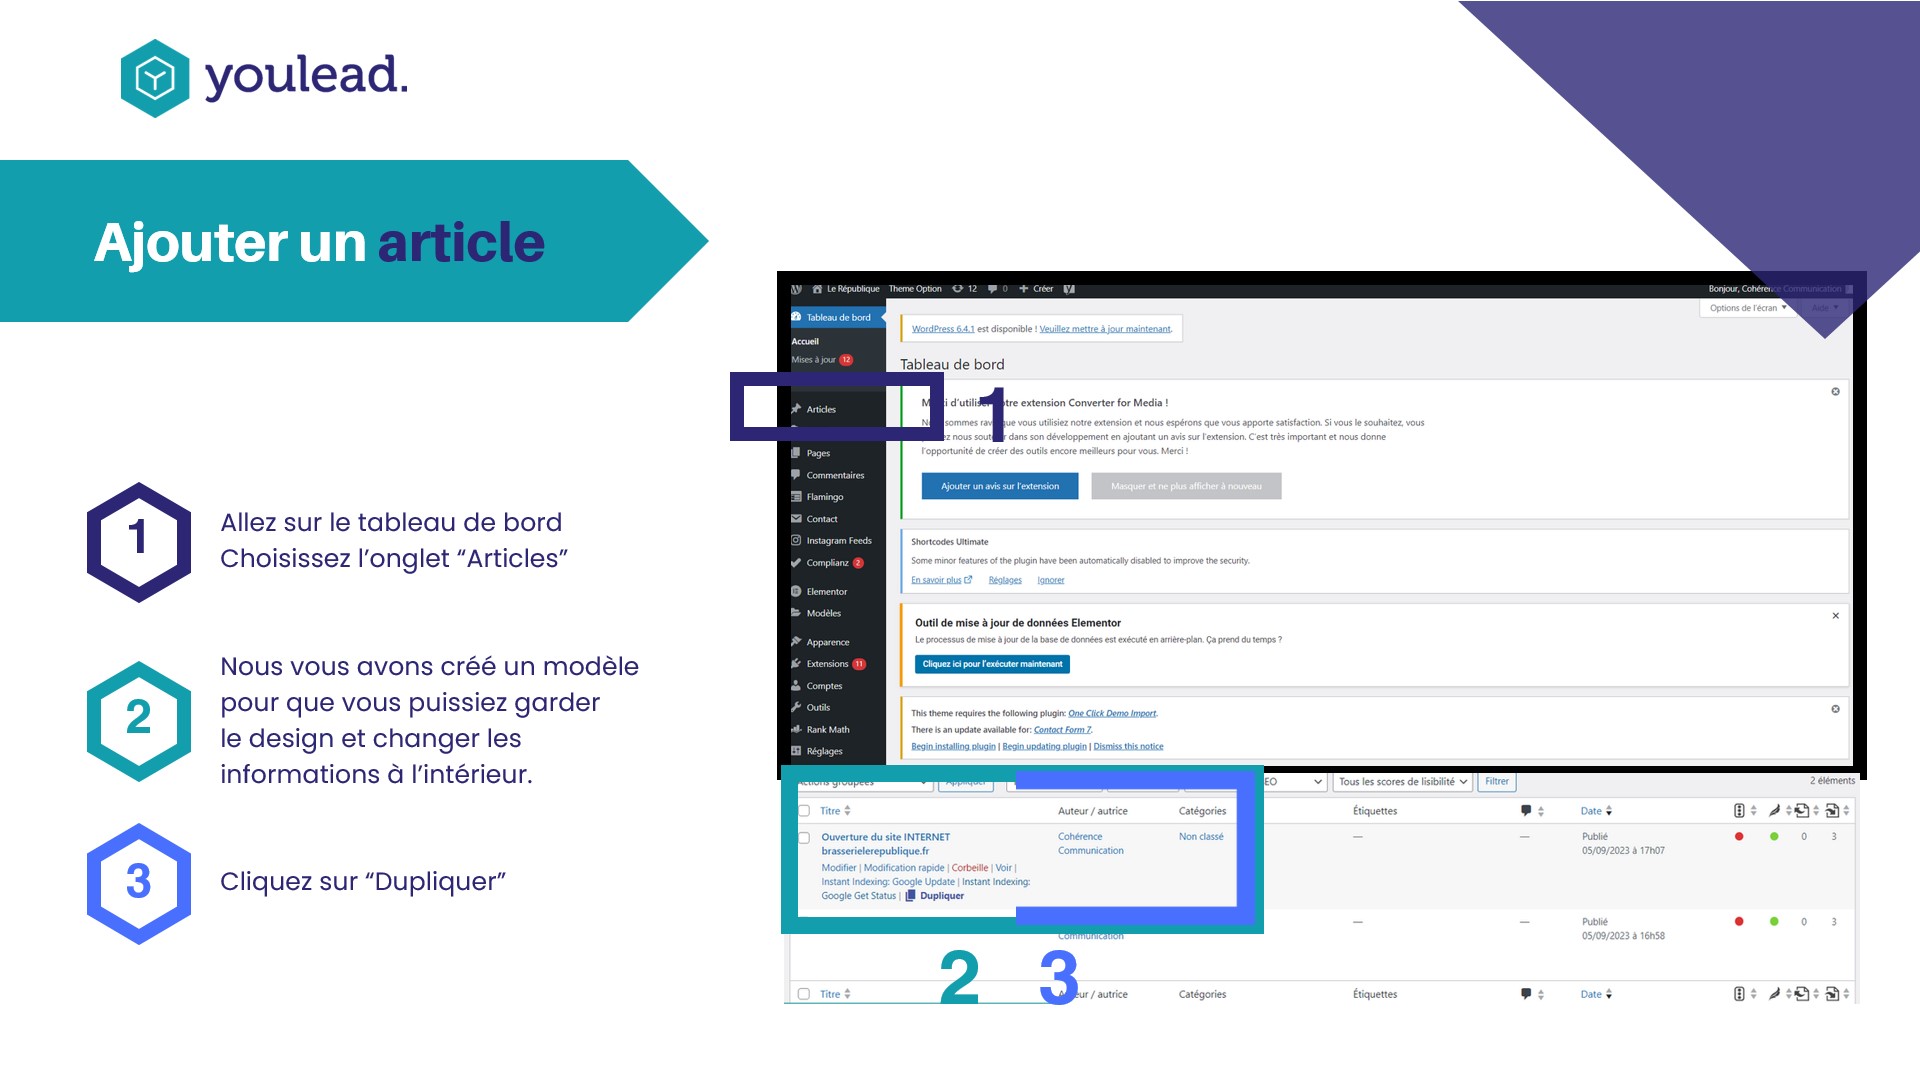 youlead.
Ajouter un article
1
Allez sur le tableau de bord
Choisissez l’onglet “Articles”
2
Nous vous avons créé un modèle
pour que vous puissiez garder
le design et changer les
informations à l’intérieur.
3
Cliquez sur “Dupliquer”
Le République Theme Option 12 0 Créer
Bonjour, Cohérence Communication
Options de l'écran Aide
Tableau de bord
Accueil
Mises à jour 12
Articles
Pages
Commentaires
Flamingo
Contact
Instagram Feeds
Complianz 2
Elementor
Modèles
Apparence
Extensions 11
Comptes
Outils
Rank Math
Réglages
WordPress 6.4.1 est disponible ! Veuillez mettre à jour maintenant.
Tableau de bord
1
d'utiliser notre extension Converter for Media !
sommes que vous utilisiez notre extension et nous espérons que vous apporte satisfaction. Si vous le souhaitez, vous
nous dans son développement en ajoutant un avis sur l'extension. C'est très important et nous donne
l'opportunité de créer des outils encore meilleurs pour vous. Merci !
Ajouter un avis sur l'extension
Masquer et ne plus afficher à nouveau
Shortcodes Ultimate
Some minor features of the plugin have been automatically disabled to improve the security.
En savoir plus Réglages Ignorer
Outil de mise à jour de données Elementor
Le processus de mise à jour de la base de données est exécuté en arrière-plan. Ça prend du temps ?
Cliquez ici pour l'exécuter maintenant
This theme requires the following plugin: One Click Demo Import.
There is an update available for: Contact Form 7.
Begin installing plugin | Begin updating plugin | Dismiss this notice
Actions groupées Appliquer EO Tous les scores de lisibilité Filtrer 2 éléments
Titre Auteur / autrice Catégories Étiquettes Date
Ouverture du site INTERNET
brasserielerepublique.fr
Modifier | Modification rapide | Corbeille | Voir |
Instant Indexing: Google Update | Instant Indexing:
Google Get Status | Dupliquer
Cohérence
Communication
Non classé
— —
Publié
05/09/2023 à 17h07
0 3
Communication
— —
Publié
05/09/2023 à 16h58
0 3
2 3
Titre Auteur / autrice Catégories Étiquettes Date